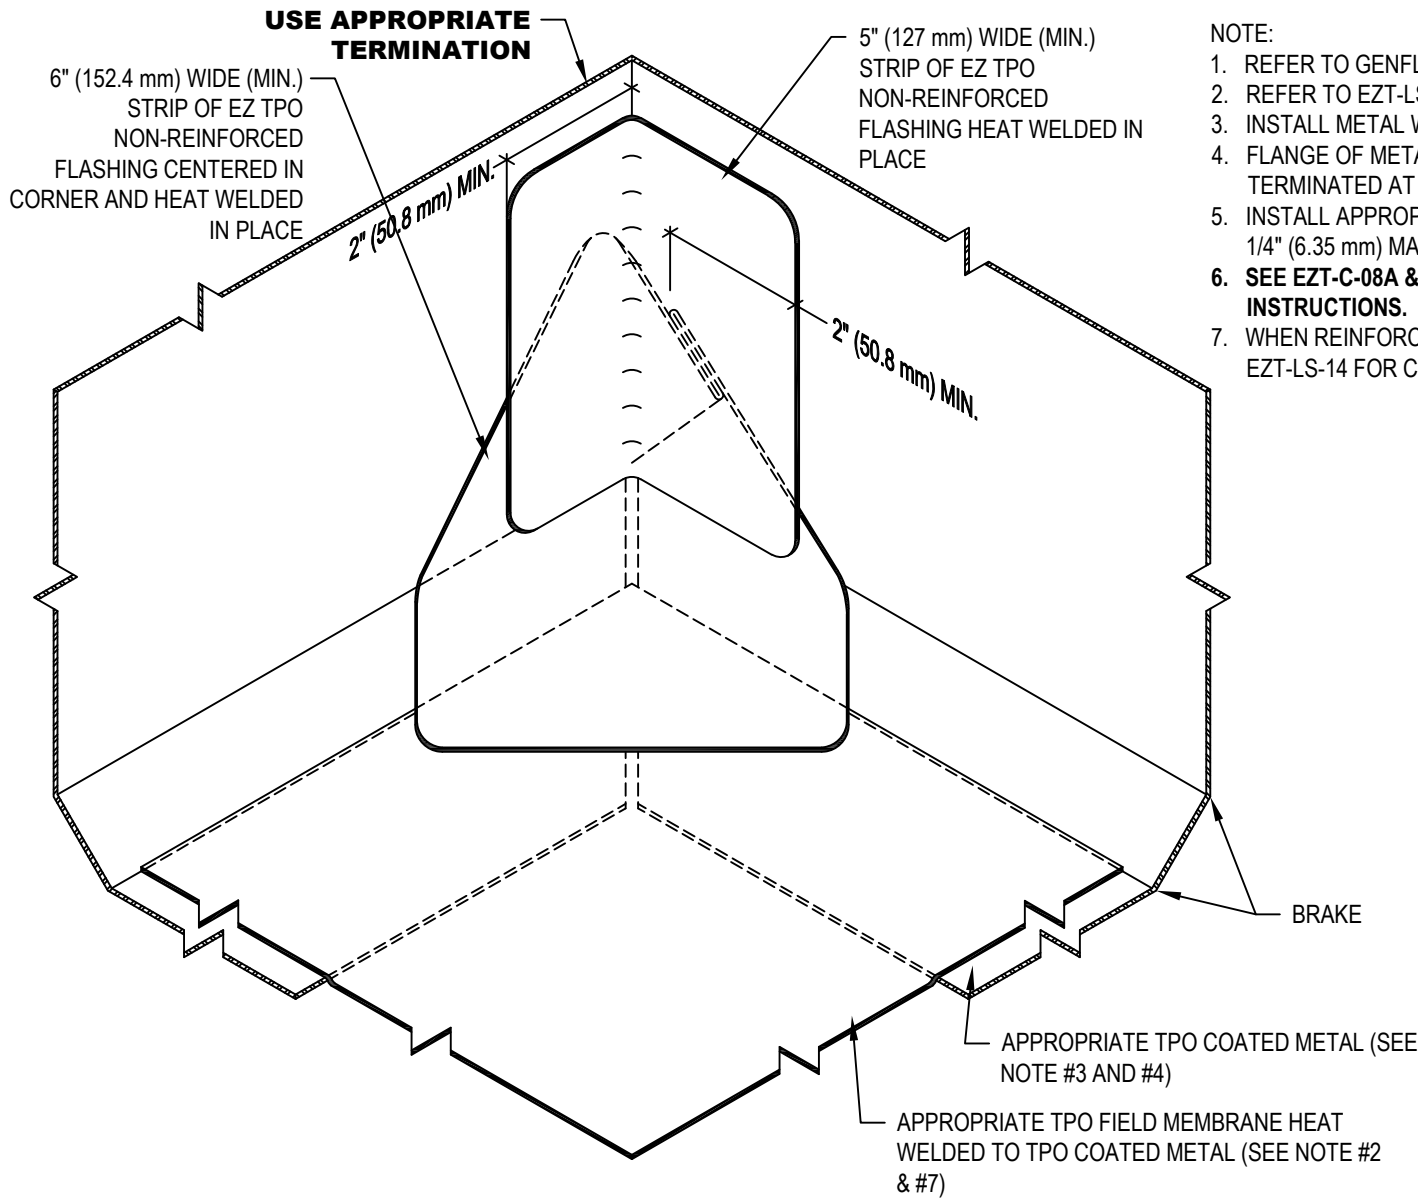 USE APPROPRIATE
TERMINATION
6" (152.4 mm) WIDE (MIN.)
STRIP OF EZ TPO
NON-REINFORCED
FLASHING CENTERED IN
CORNER AND HEAT WELDED
IN PLACE
5" (127 mm) WIDE (MIN.)
STRIP OF EZ TPO
NON-REINFORCED
FLASHING HEAT WELDED IN
PLACE
NOTE:
1. REFER TO GENFL
2. REFER TO EZT-LS
3. INSTALL METAL W
4. FLANGE OF META
TERMINATED AT
5. INSTALL APPROP
1/4" (6.35 mm) MA
6. SEE EZT-C-08A &
INSTRUCTIONS.
7. WHEN REINFORC
EZT-LS-14 FOR C
2" (50.8 mm) MIN.
2" (50.8 mm) MIN.
BRAKE
APPROPRIATE TPO COATED METAL (SEE
NOTE #3 AND #4)
APPROPRIATE TPO FIELD MEMBRANE HEAT
WELDED TO TPO COATED METAL (SEE NOTE #2
& #7)